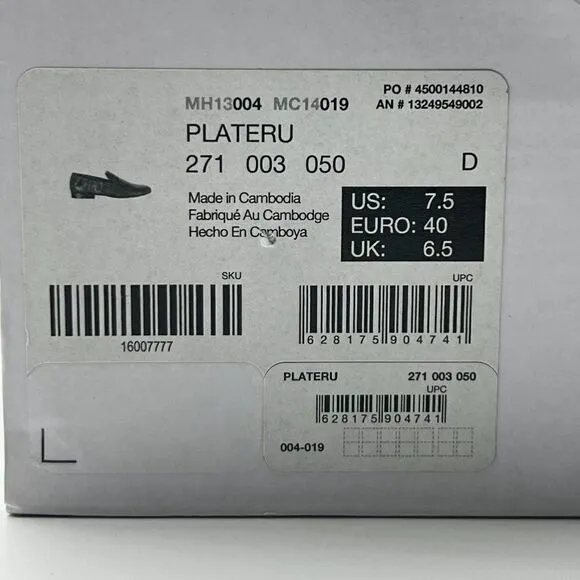 MH13004 MC14019
PO # 4500144810
AN # 13249549002
PLATERU
271 003 050 D
Made in Cambodia
Fabriqué Au Cambodge
Hecho En Camboya
US: 7.5
EURO: 40
UK: 6.5
SKU
16007777
UPC
628175904741
PLATERU 271 003 050
UPC
628175904741
004-019